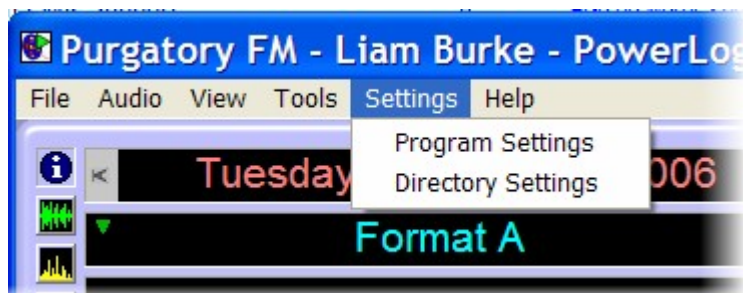 Purgatory FM - Liam Burke - PowerLog
File Audio View Tools Settings Help
Program Settings
Tuesday 006
Directory Settings
Format A